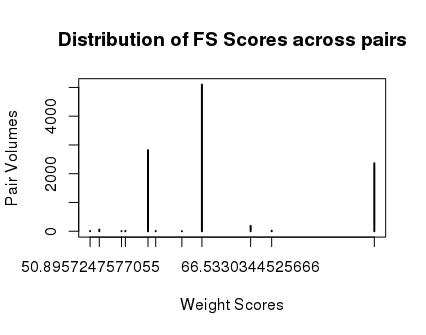 Distribution of FS Scores across pairs
Pair Volumes
4000
2000
0
50.8957247577055 66.5330344525666
Weight Scores